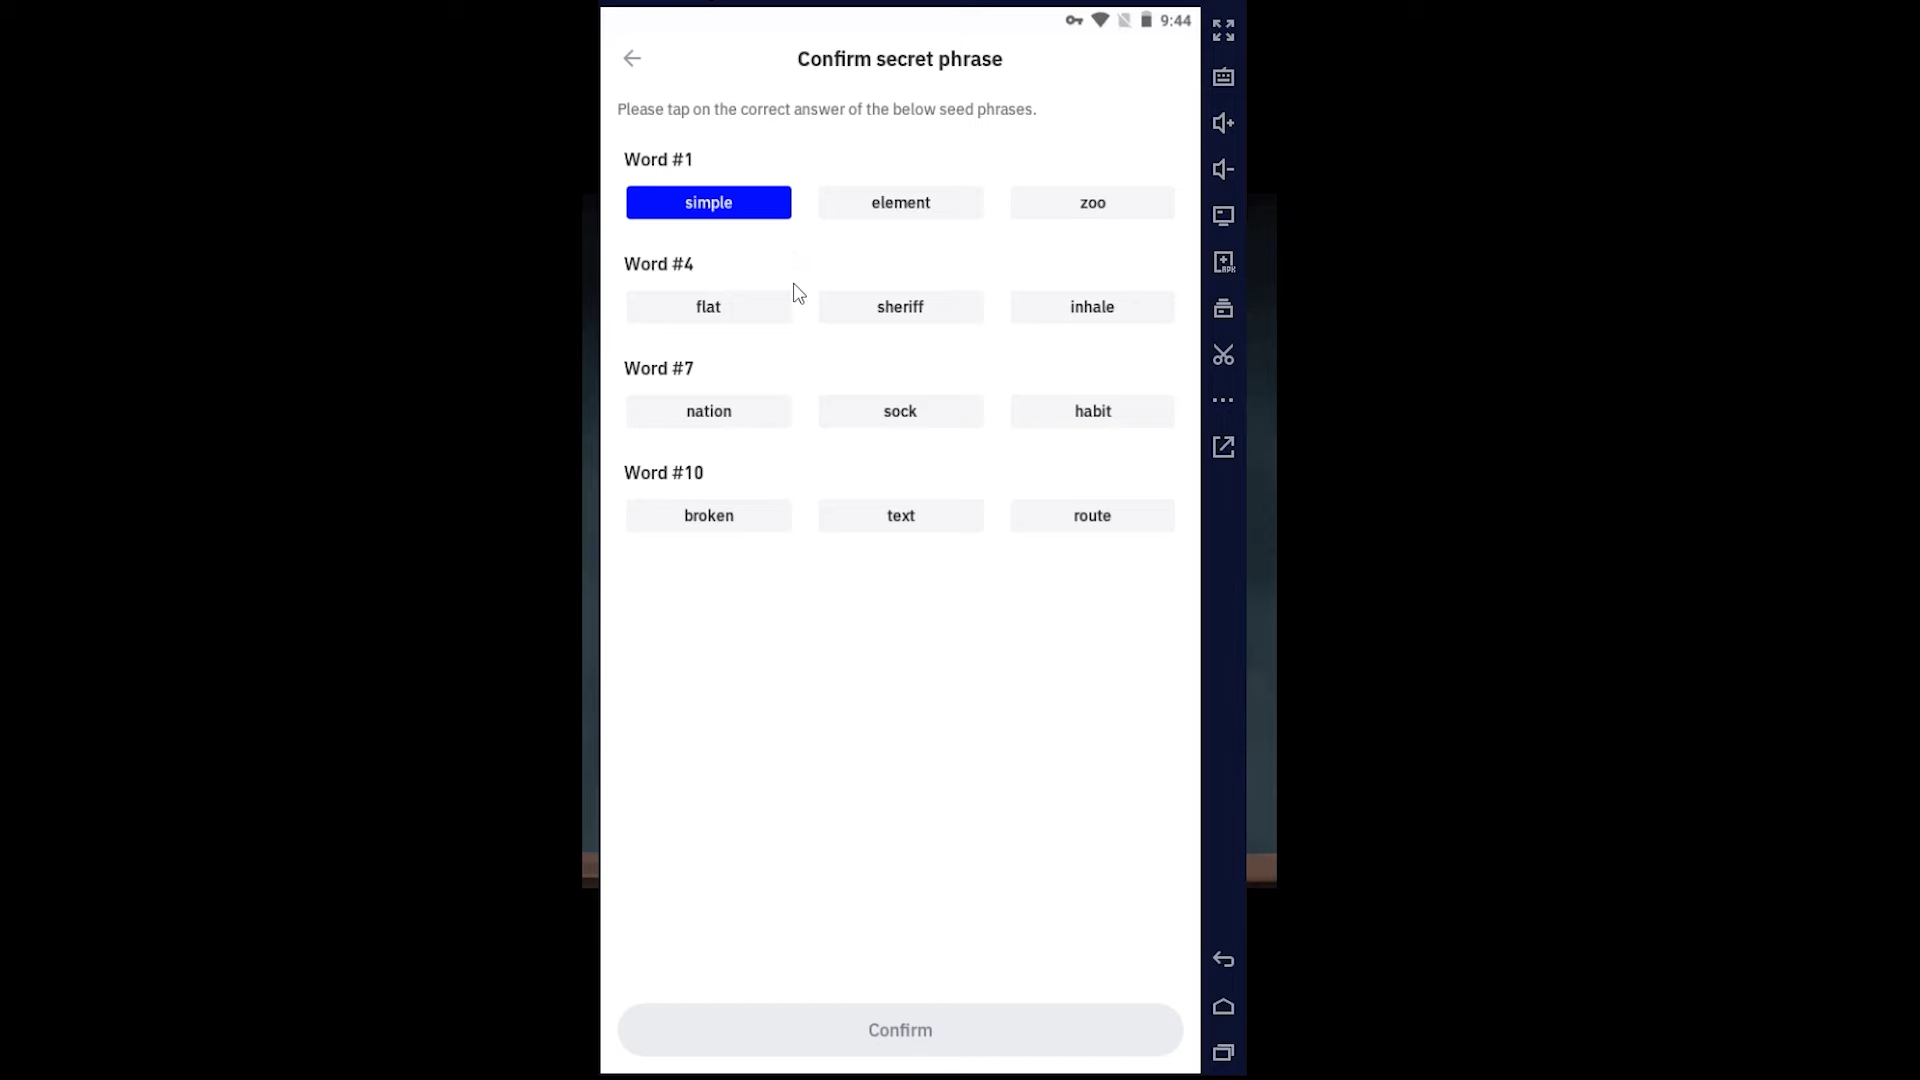 9:44
Confirm secret phrase
Please tap on the correct answer of the below seed phrases.
Word #1
simple element zoo
Word #4
flat sheriff inhale
Word #7
nation sock habit
Word #10
broken text route
Confirm